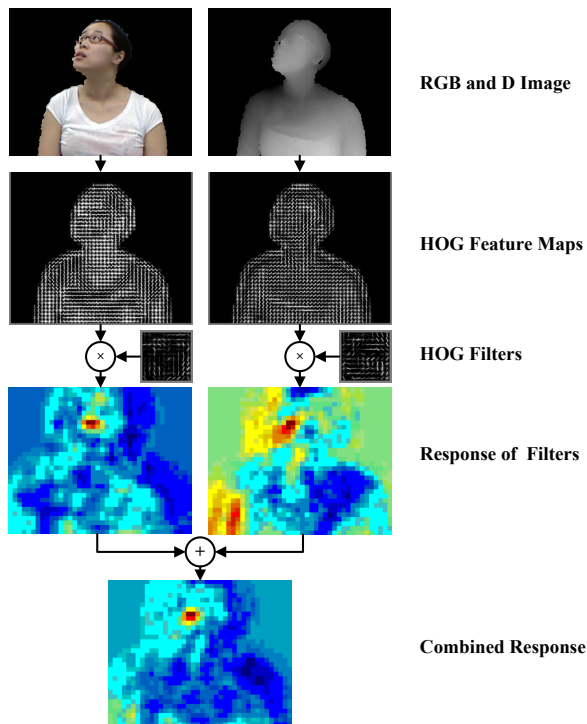 RGB and D Image
HOG Feature Maps
×
×
HOG Filters
Response of Filters
+
Combined Response